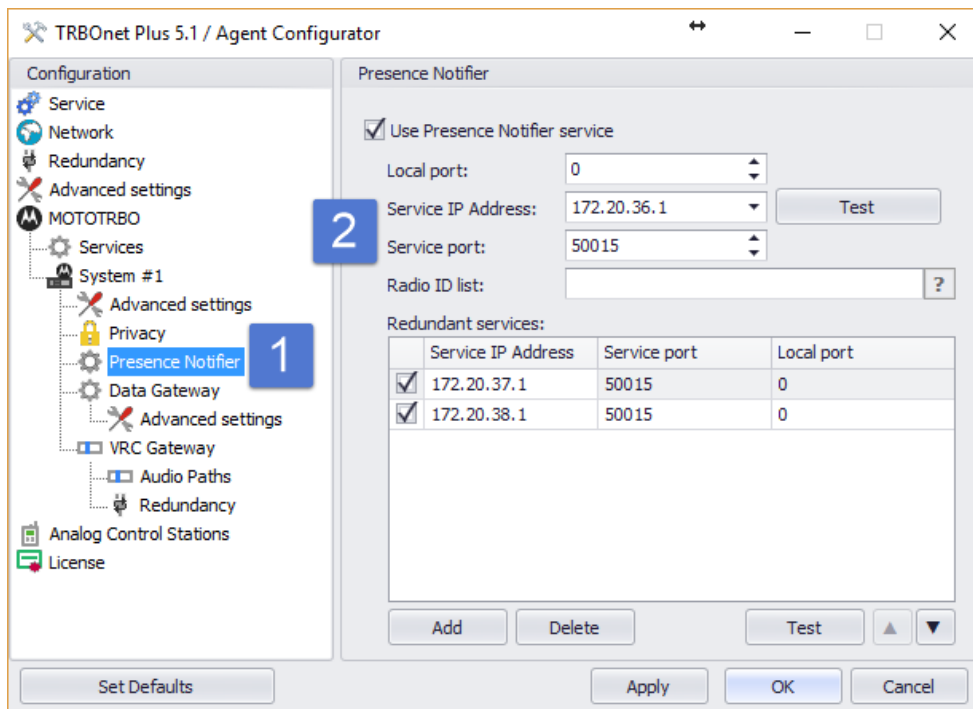 TRBOnet Plus 5.1 / Agent Configurator
Configuration
Service
Network
Redundancy
Advanced settings
MOTOTRBO
Services
System #1
Advanced settings
Privacy
Presence Notifier
1
Data Gateway
Advanced settings
VRC Gateway
Audio Paths
Redundancy
Analog Control Stations
License
Presence Notifier
Use Presence Notifier service
Local port: 0
2
Service IP Address: 172.20.36.1 Test
Service port: 50015
Radio ID list: ?
Redundant services:
Service IP Address Service port Local port
172.20.37.1 50015 0
172.20.38.1 50015 0
Add Delete Test
Set Defaults Apply OK Cancel